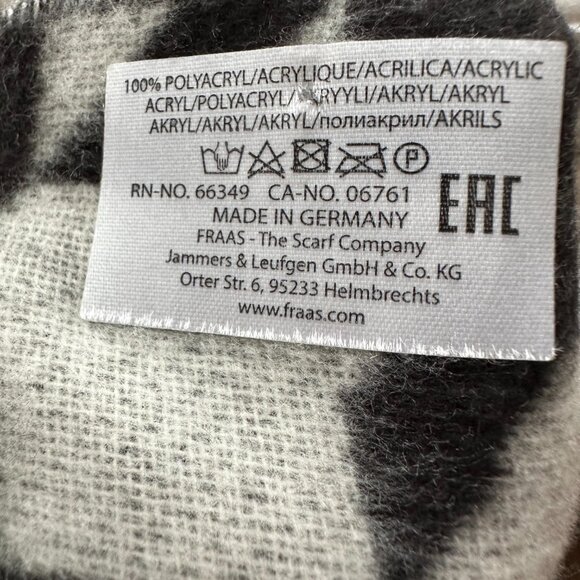 100% POLYACRYL/ACRYLIQUE/ACRILICA/ACRYLIC
ACRYL/POLYACRYL/AKRYYLI/AKRYL/AKRYL
AKRYL/AKRYL/AKRYL/полиакрил/AKRILS
P
RN-NO. 66349 CA-NO. 06761
MADE IN GERMANY
EAC
FRAAS - The Scarf Company
Jammers & Leufgen GmbH & Co. KG
Orter Str. 6, 95233 Helmbrechts
www.fraas.com